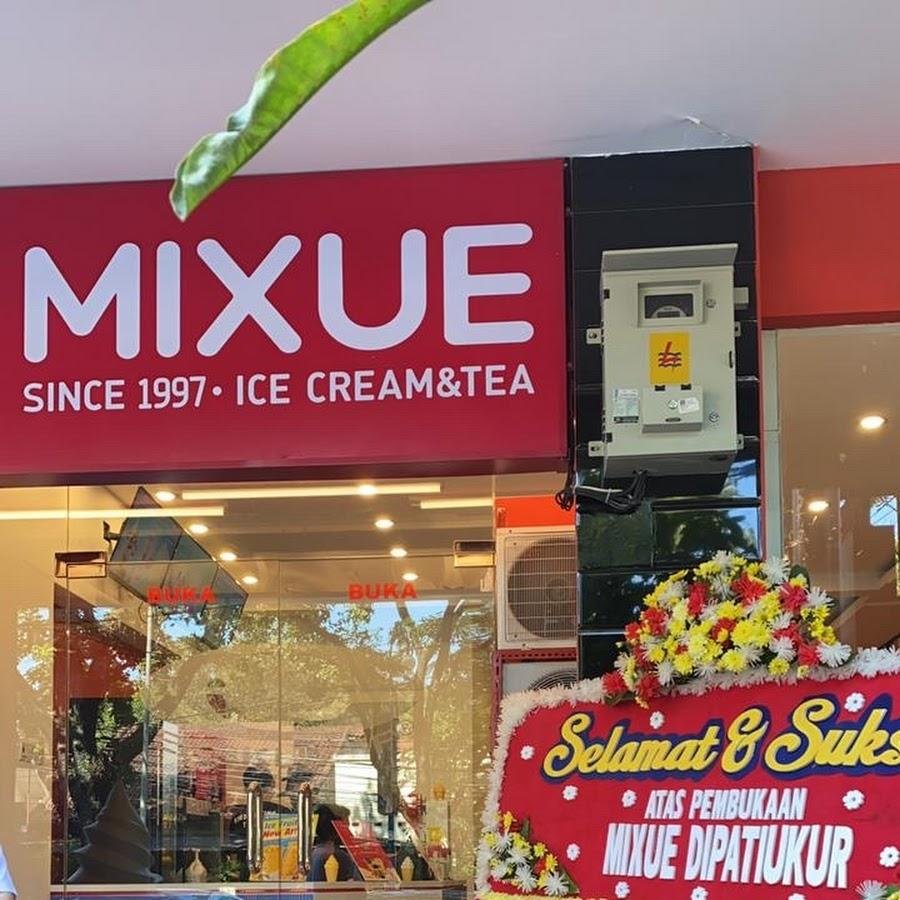 MIXUE
SINCE 1997 • ICE CREAM&TEA
BUKA BUKA
Selamat & Suks
ATAS PEMBUKAAN
MIXUE DIPATIUKUR